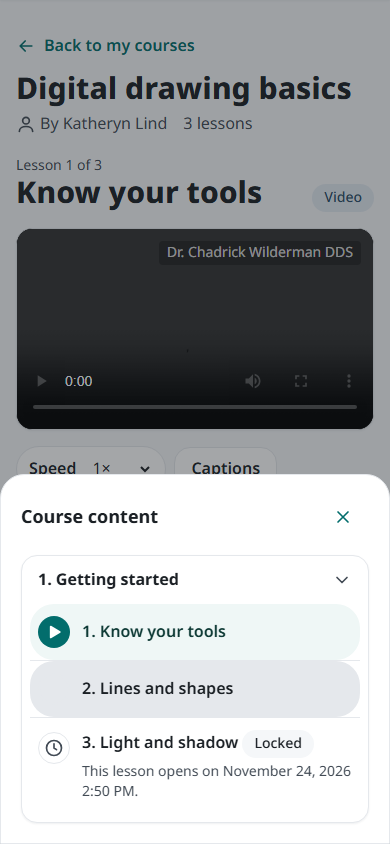 Back to my courses
Digital drawing basics
By Katheryn Lind 3 lessons
Lesson 1 of 3
Know your tools
Video
Dr. Chadrick Wilderman DDS
0:00
Speed 1× Captions
Course content
1. Getting started
1. Know your tools
2. Lines and shapes
3. Light and shadow Locked
This lesson opens on November 24, 2026
2:50 PM.